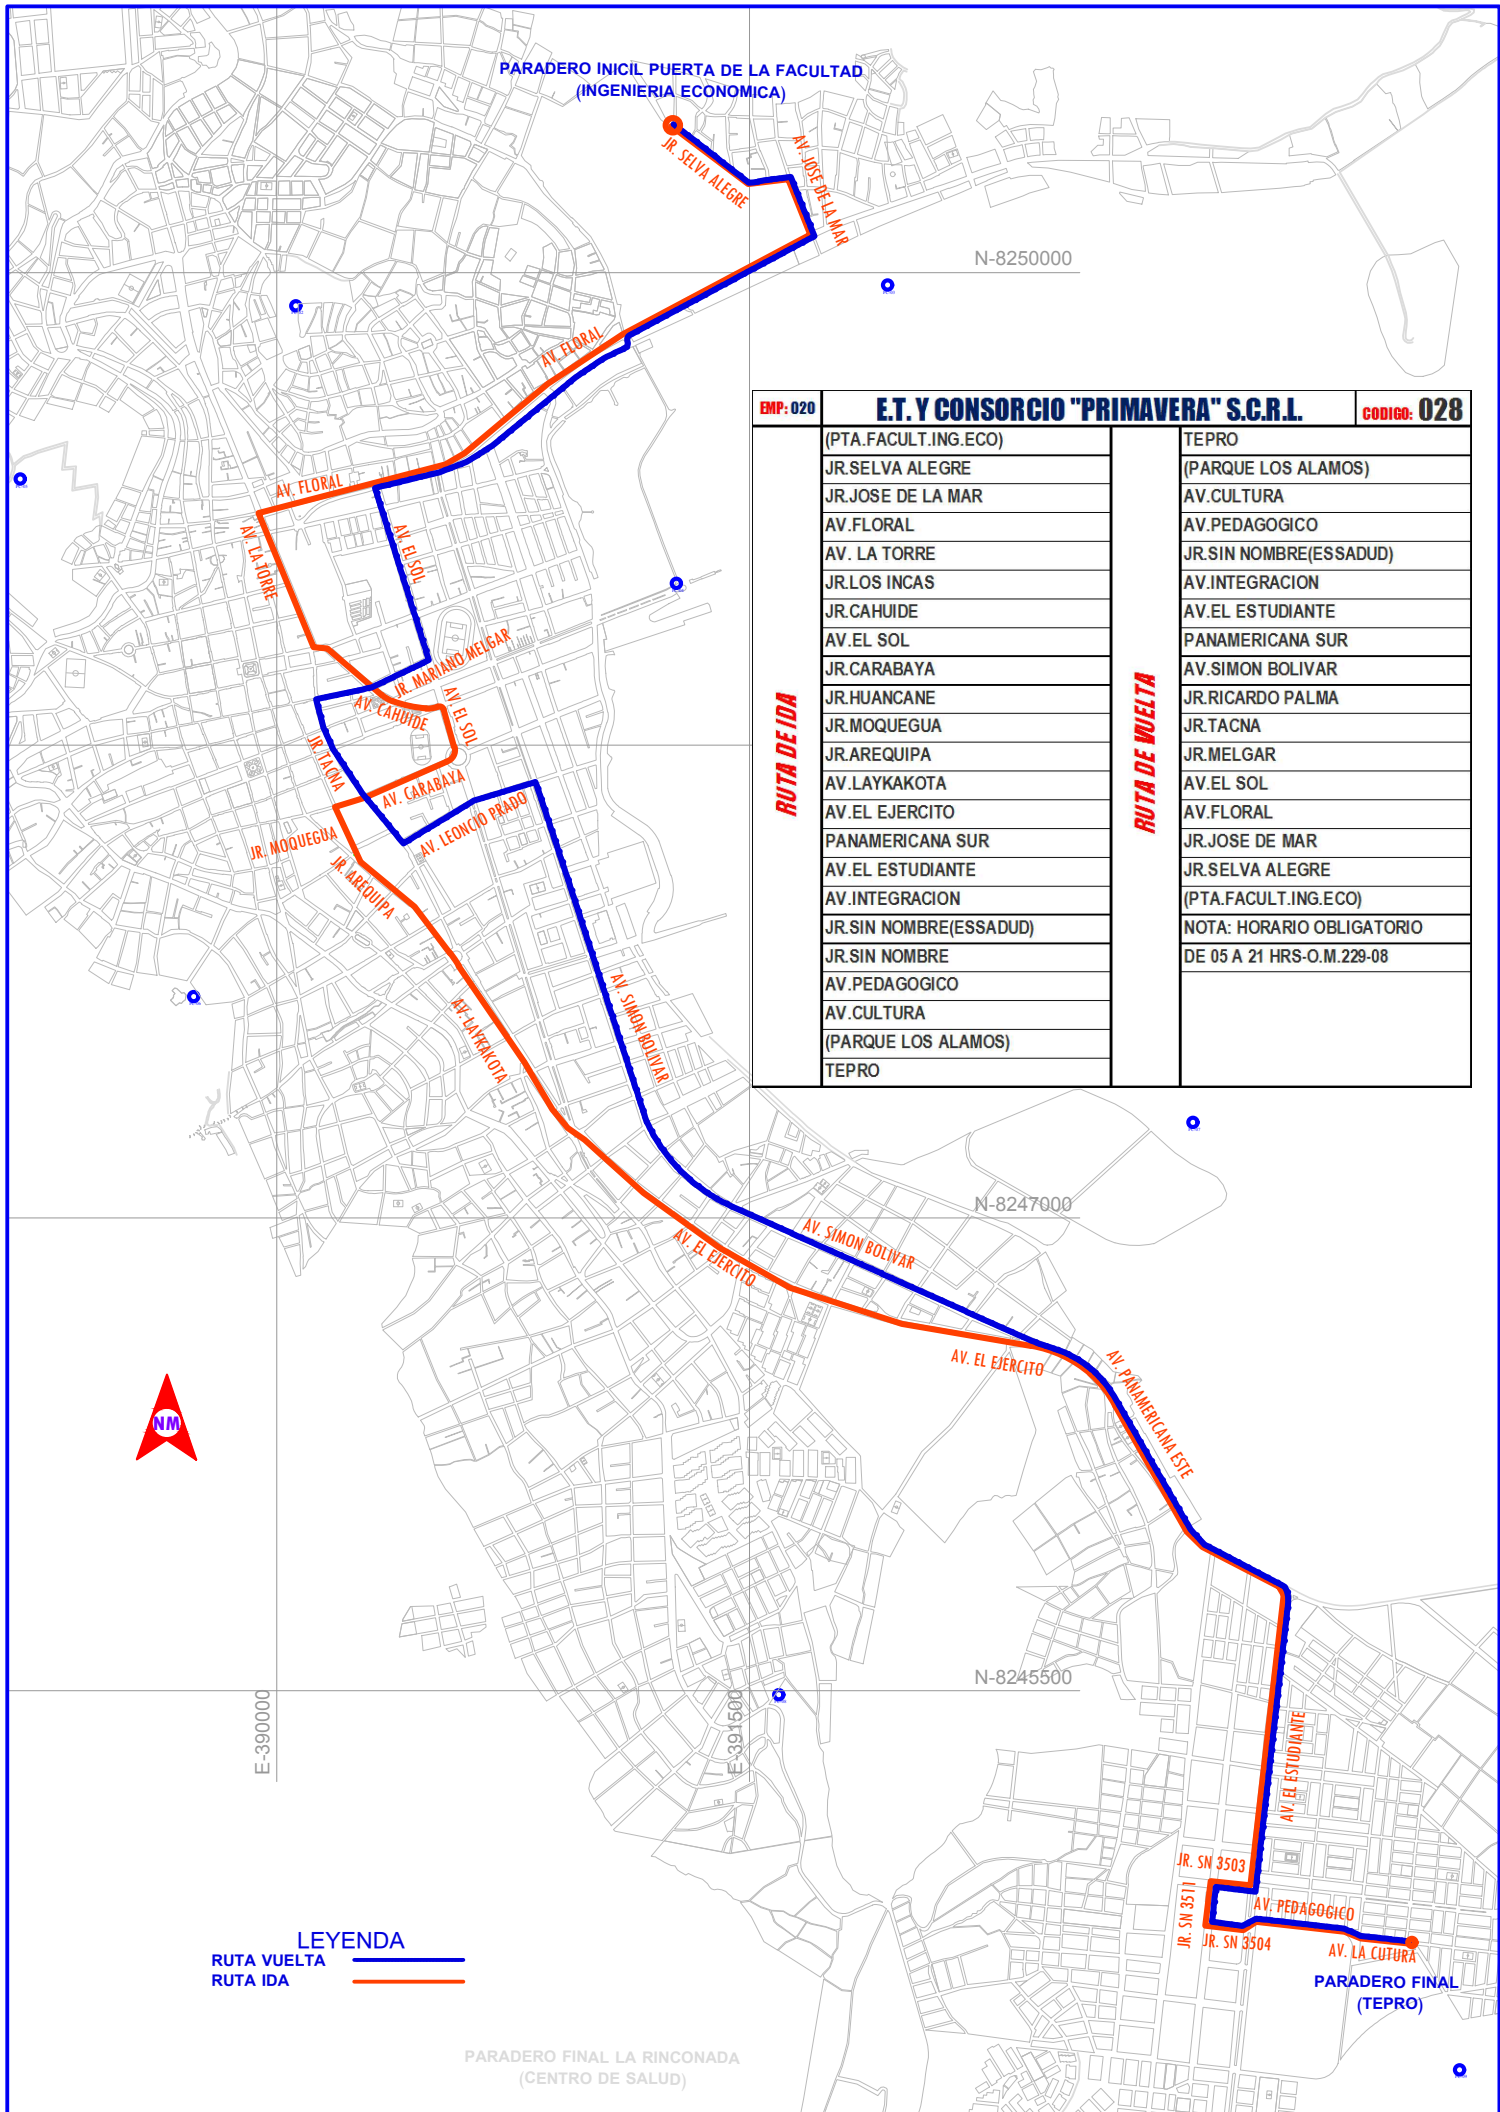 PARADERO INICIL PUERTA DE LA FACULTAD
(INGENIERIA ECONOMICA)
JR. SELVA ALEGRE
AV. JOSE DE LA MAR
N-8250000
AV. FLORAL
AV. FLORAL
AV. LA TORRE
AV. EL SOL
JR. MARIANO MELGAR
AV. CAHUIDE
AV. EL SOL
JR. TACNA
AV. CARABAYA
AV. LEONCIO PRADO
JR. MOQUEGUA
JR. AREQUIPA
AV. LAYKAKOTA
AV. SIMON BOLIVAR
EMP: 020
E.T. Y CONSORCIO "PRIMAVERA" S.C.R.L.
CODIGO: 028
RUTA DE IDA
(PTA.FACULT.ING.ECO)
JR.SELVA ALEGRE
JR.JOSE DE LA MAR
AV.FLORAL
AV. LA TORRE
JR.LOS INCAS
JR.CAHUIDE
AV.EL SOL
JR.CARABAYA
JR.HUANCANE
JR.MOQUEGUA
JR.AREQUIPA
AV.LAYKAKOTA
AV.EL EJERCITO
PANAMERICANA SUR
AV.EL ESTUDIANTE
AV.INTEGRACION
JR.SIN NOMBRE(ESSADUD)
JR.SIN NOMBRE
AV.PEDAGOGICO
AV.CULTURA
(PARQUE LOS ALAMOS)
TEPRO
RUTA DE VUELTA
TEPRO
(PARQUE LOS ALAMOS)
AV.CULTURA
AV.PEDAGOGICO
JR.SIN NOMBRE(ESSADUD)
AV.INTEGRACION
AV.EL ESTUDIANTE
PANAMERICANA SUR
AV.SIMON BOLIVAR
JR.RICARDO PALMA
JR.TACNA
JR.MELGAR
AV.EL SOL
AV.FLORAL
JR.JOSE DE MAR
JR.SELVA ALEGRE
(PTA.FACULT.ING.ECO)
NOTA: HORARIO OBLIGATORIO
DE 05 A 21 HRS-O.M.229-08
N-8247000
AV. SIMON BOLIVAR
AV. EL EJERCITO
AV. EL EJERCITO
AV. PANAMERICANA ESTE
NM
N-8245500
E-390000
E-391500
AV. EL ESTUDIANTE
JR. SN 3503
JR. SN 3511
AV. PEDAGOGICO
JR. SN 3504
AV. LA CUTURA
PARADERO FINAL
(TEPRO)
LEYENDA
RUTA VUELTA
RUTA IDA
PARADERO FINAL LA RINCONADA
(CENTRO DE SALUD)